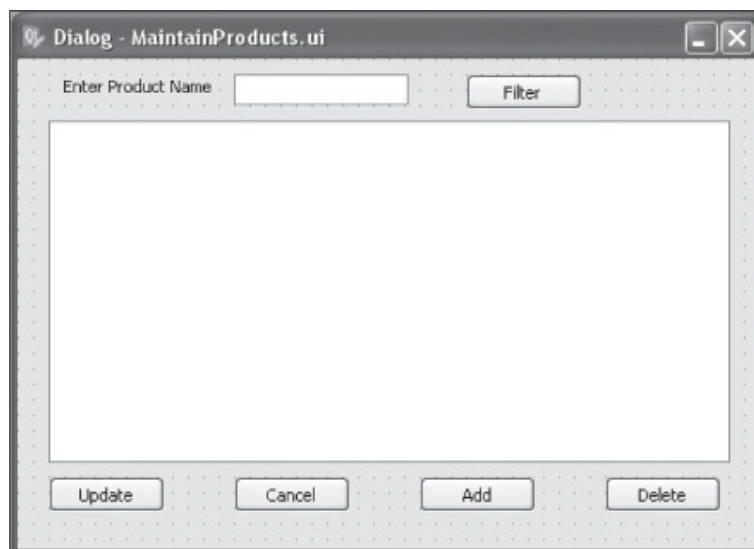 Dialog - MaintainProducts.ui
Enter Product Name
Filter
Update
Cancel
Add
Delete